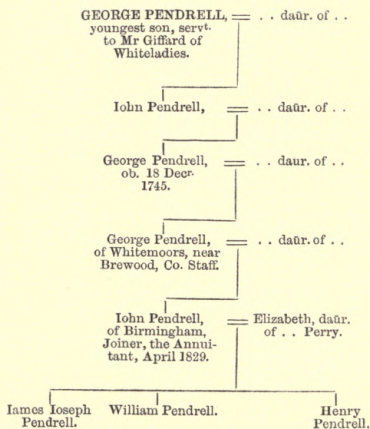 GEORGE PENDRELL, . . daūr. of . .
youngest son, servt.
to Mr Giffard of
Whiteladies.
Iohn Pendrell, . . daūr. of . .
George Pendrell, . . daur. of . .
ob. 18 Decr.
1745.
George Pendrell, . . daūr. of . .
of Whitemoors, near
Brewood, Co. Staff.
Iohn Pendrell, Elizabeth, daūr.
of Birmingham, of . . Perry.
Joiner, the Annui-
tant, April 1829.
Iames Ioseph William Pendrell. Henry
Pendrell. Pendrell.